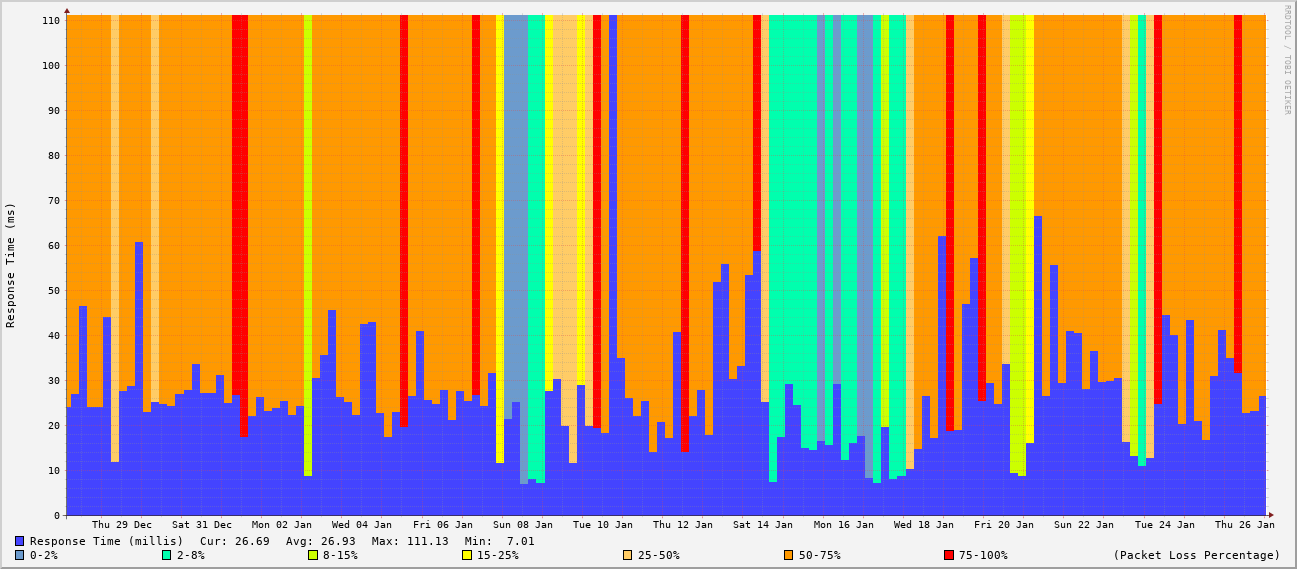 110
100
90
80
70
60
50
40
30
20
10
0
Response Time (ms)
RRDTOOL / TOBI OETIKER
Thu 29 Dec Sat 31 Dec Mon 02 Jan Wed 04 Jan Fri 06 Jan Sun 08 Jan Tue 10 Jan Thu 12 Jan Sat 14 Jan Mon 16 Jan Wed 18 Jan Fri 20 Jan Sun 22 Jan Tue 24 Jan Thu 26 Jan
Response Time (millis) Cur: 26.69 Avg: 26.93 Max: 111.13 Min: 7.01
0-2% 2-8% 8-15% 15-25% 25-50% 50-75% 75-100% (Packet Loss Percentage)